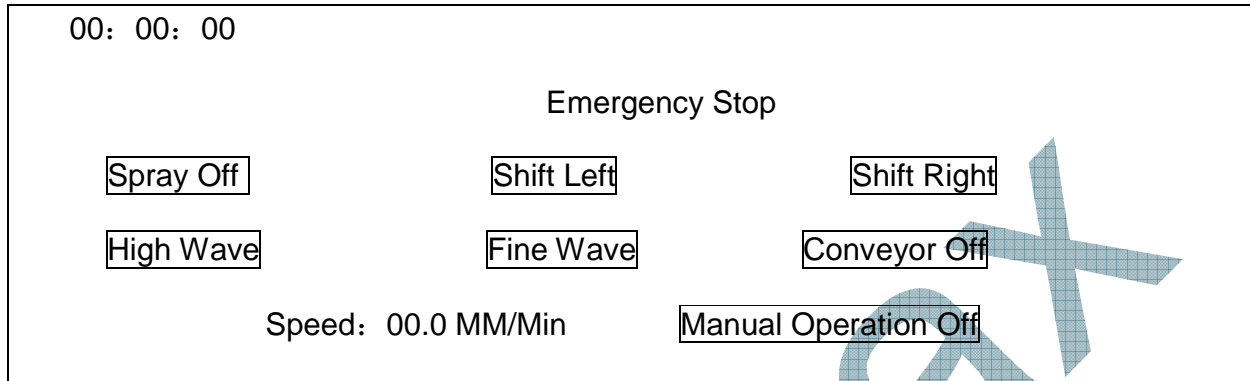 00：00：00
Emergency Stop
Spray Off Shift Left Shift Right
High Wave Fine Wave Conveyor Off
Speed：00.0 MM/Min Manual Operation Off